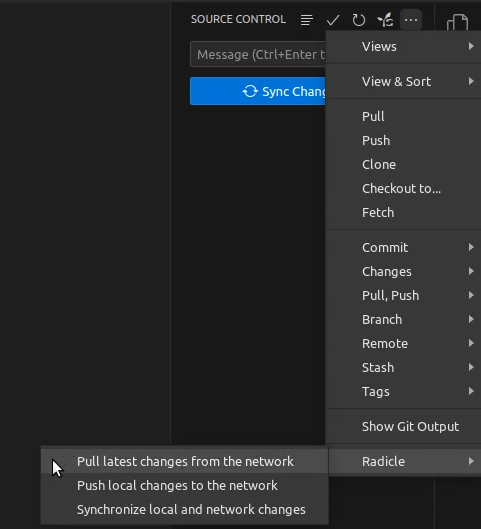 SOURCE CONTROL
Message (Ctrl+Enter t
Sync Chang
Views
View & Sort
Pull
Push
Clone
Checkout to...
Fetch
Commit
Changes
Pull, Push
Branch
Remote
Stash
Tags
Show Git Output
Radicle
Pull latest changes from the network
Push local changes to the network
Synchronize local and network changes